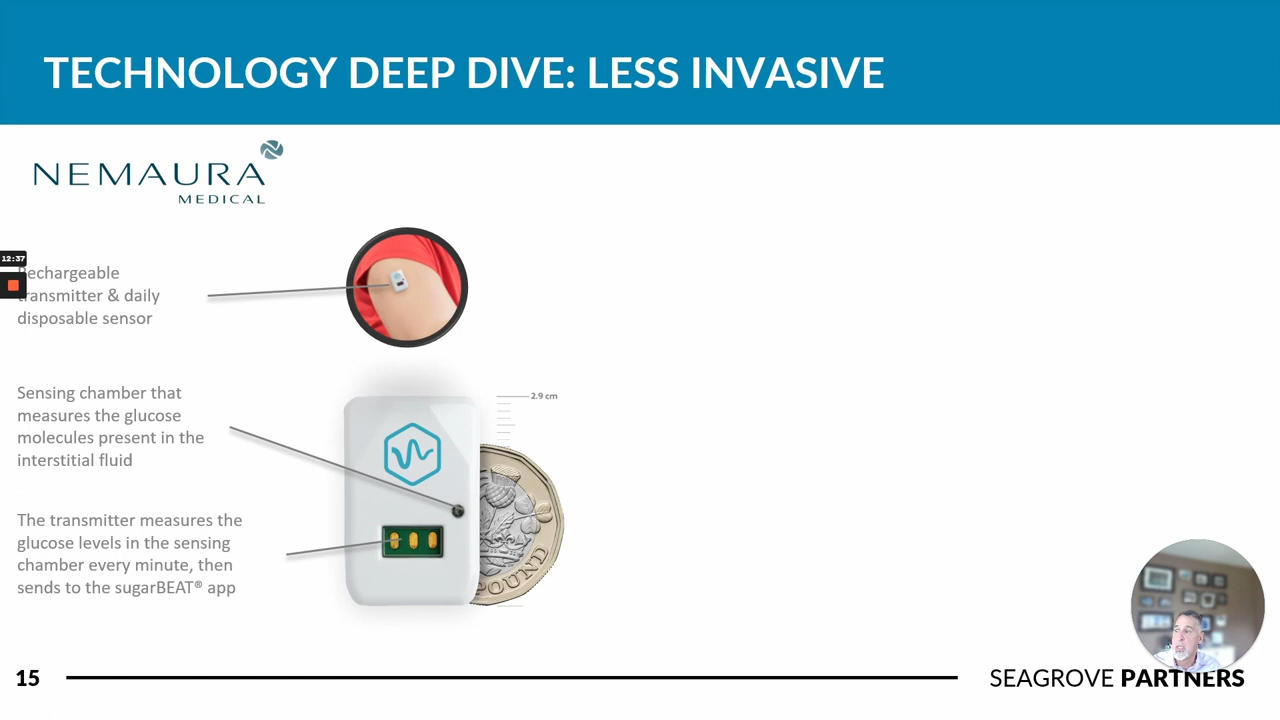 TECHNOLOGY DEEP DIVE: LESS INVASIVE
NEMAURA
MEDICAL
12:37
Rechargeable
transmitter & daily
disposable sensor
Sensing chamber that
measures the glucose
molecules present in the
interstitial fluid
2.9 cm
The transmitter measures the
glucose levels in the sensing
chamber every minute, then
sends to the sugarBEAT® app
POUND
15
SEAGROVE PARTNERS